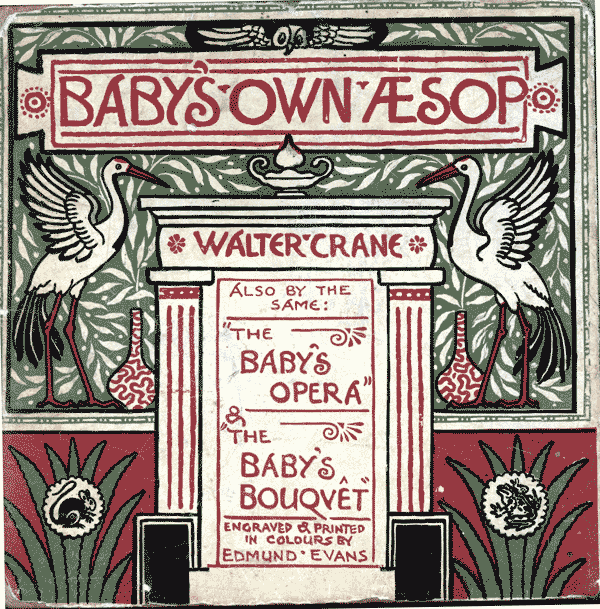 BABY'S·OWN·ÆSOP
WALTER·CRANE
ALSO BY THE
SAME:
"THE
BABY'S
OPERA"
&
"THE
BABY'S
BOUQVÊT"
ENGRAVED & PRINTED
IN COLOURS BY
EDMUND·EVANS